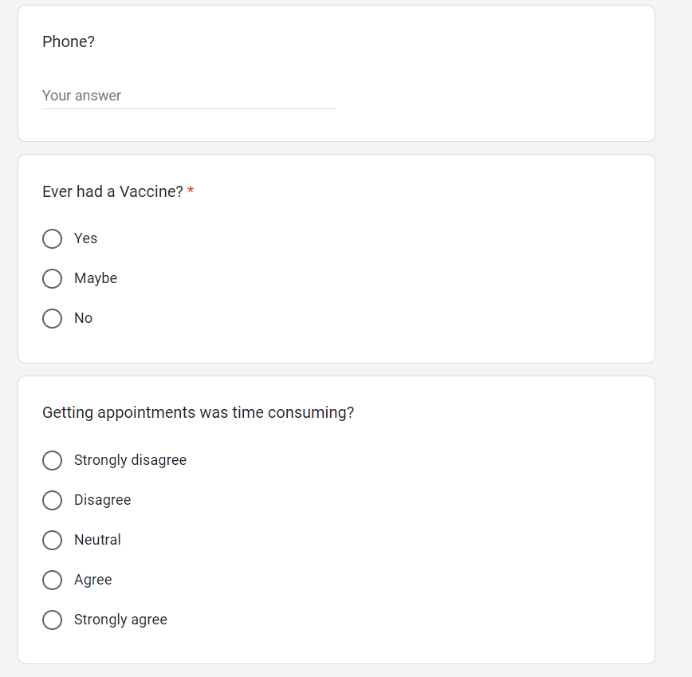 Phone?
Your answer
Ever had a Vaccine? *
Yes
Maybe
No
Getting appointments was time consuming?
Strongly disagree
Disagree
Neutral
Agree
Strongly agree